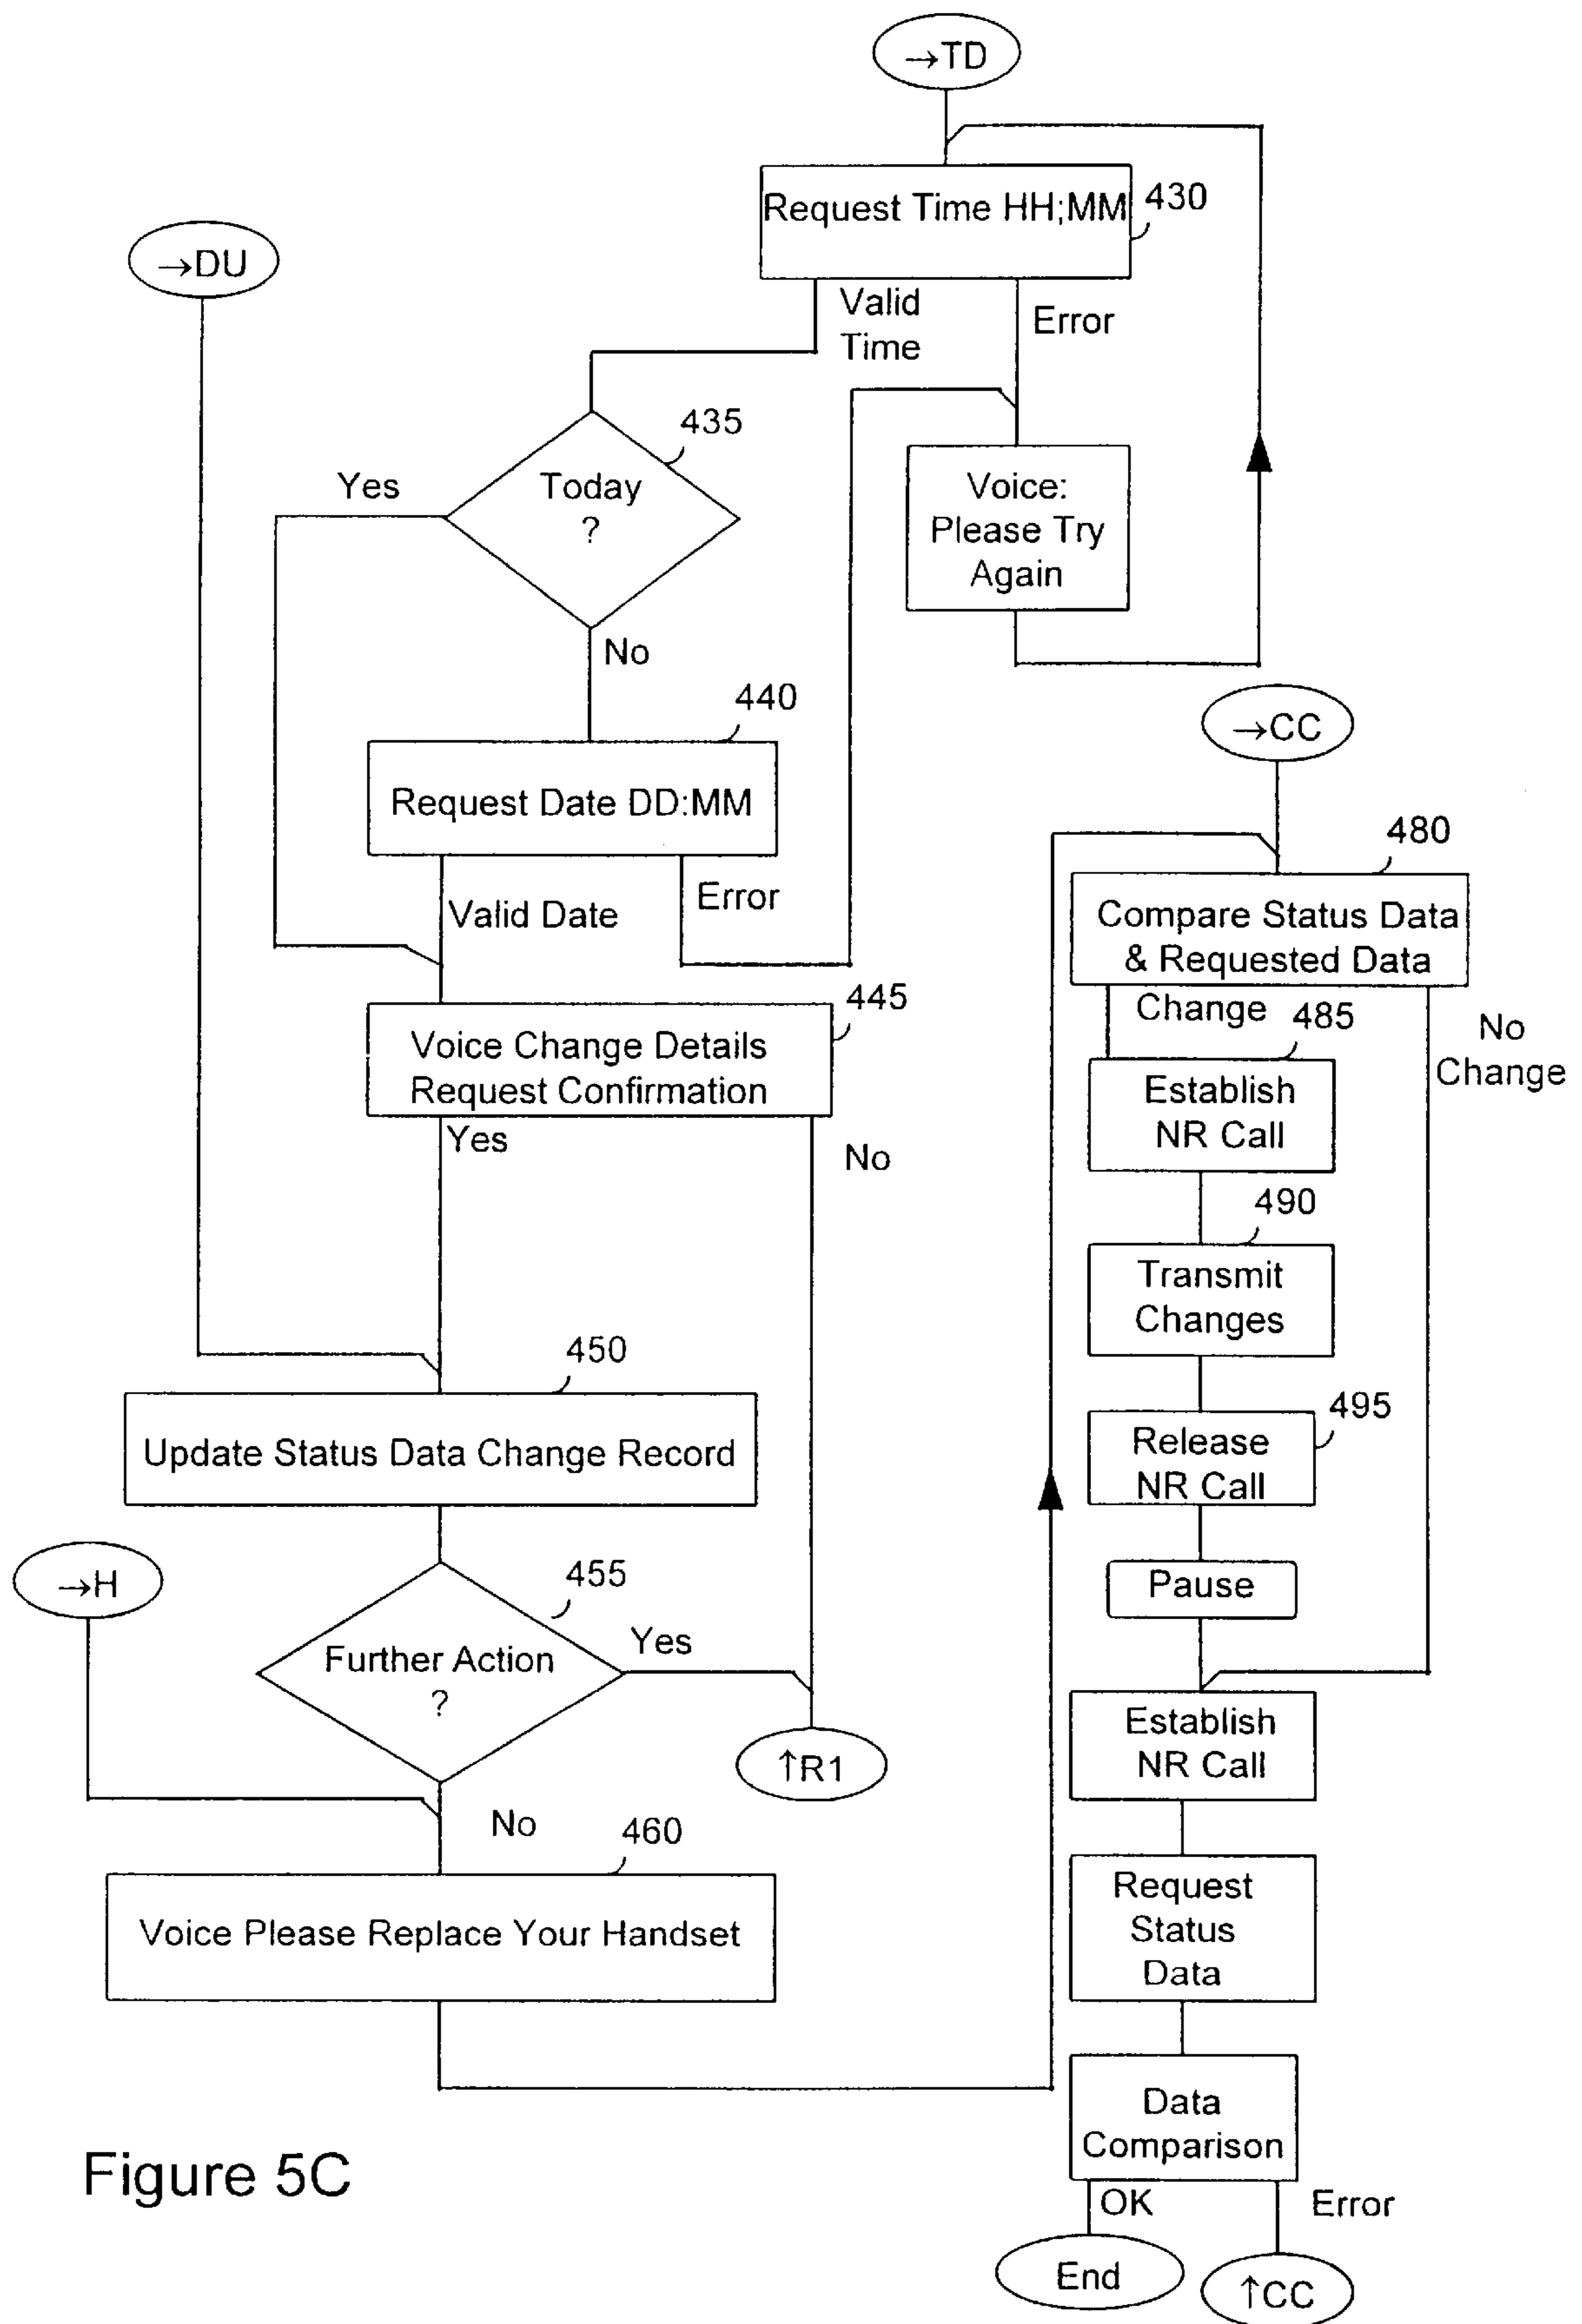 →TD
Request Time HH;MM
430
→DU
Valid
Time
Error
435
Yes
Today
?
Voice:
Please Try
Again
No
440
→CC
Request Date DD:MM
480
Valid Date
Error
Compare Status Data
& Requested Data
445
Change
485
No
Change
Voice Change Details
Request Confirmation
Establish
NR Call
Yes
No
490
Transmit
Changes
450
495
Update Status Data Change Record
Release
NR Call
→H
455
Pause
Further Action
?
Yes
↑R1
Establish
NR Call
No
460
Voice Please Replace Your Handset
Request
Status
Data
Data
Comparison
Figure 5C
OK
Error
End
↑CC